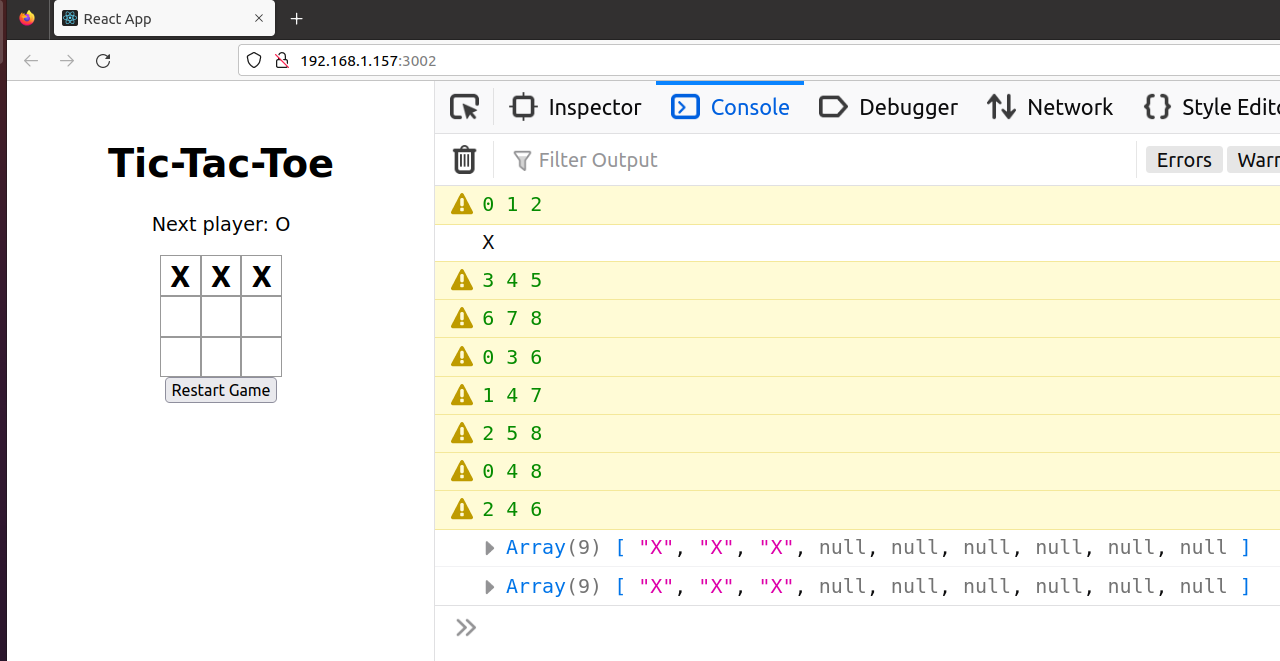 React App
192.168.1.157:3002
Inspector Console Debugger Network Style
Filter Output Errors
Tic-Tac-Toe
Next player: O
X X X
Restart Game
0 1 2
X
3 4 5
6 7 8
0 3 6
1 4 7
2 5 8
0 4 8
2 4 6
Array(9) [ "X", "X", "X", null, null, null, null, null, null ]
Array(9) [ "X", "X", "X", null, null, null, null, null, null ]